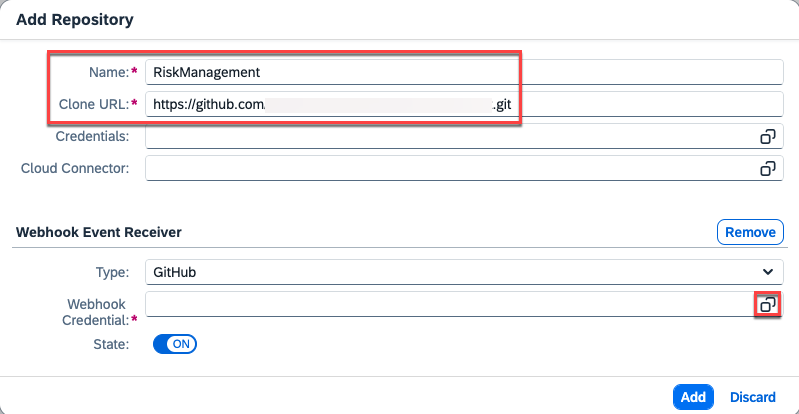 Add Repository
Name:* RiskManagement
Clone URL:* https://github.com .git
Credentials:
Cloud Connector:
Webhook Event Receiver Remove
Type: GitHub
Webhook
Credential:*
State: ON
Add Discard